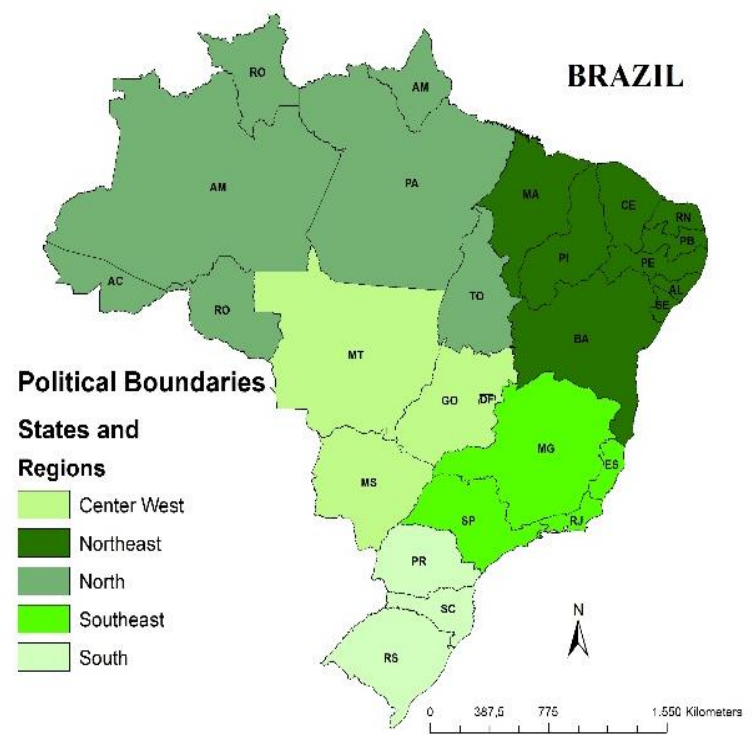 BRAZIL
RO
AM
AM
PA
MA
CE
RN
PB
PI
PE
AL
SE
AC
RO
TO
BA
MT
GO
DF
MG
ES
MS
SP
RJ
PR
SC
RS
Political Boundaries
States and
Regions
Center West
Northeast
North
Southeast
South
N
0 387,5 775 1.550 Kilometers